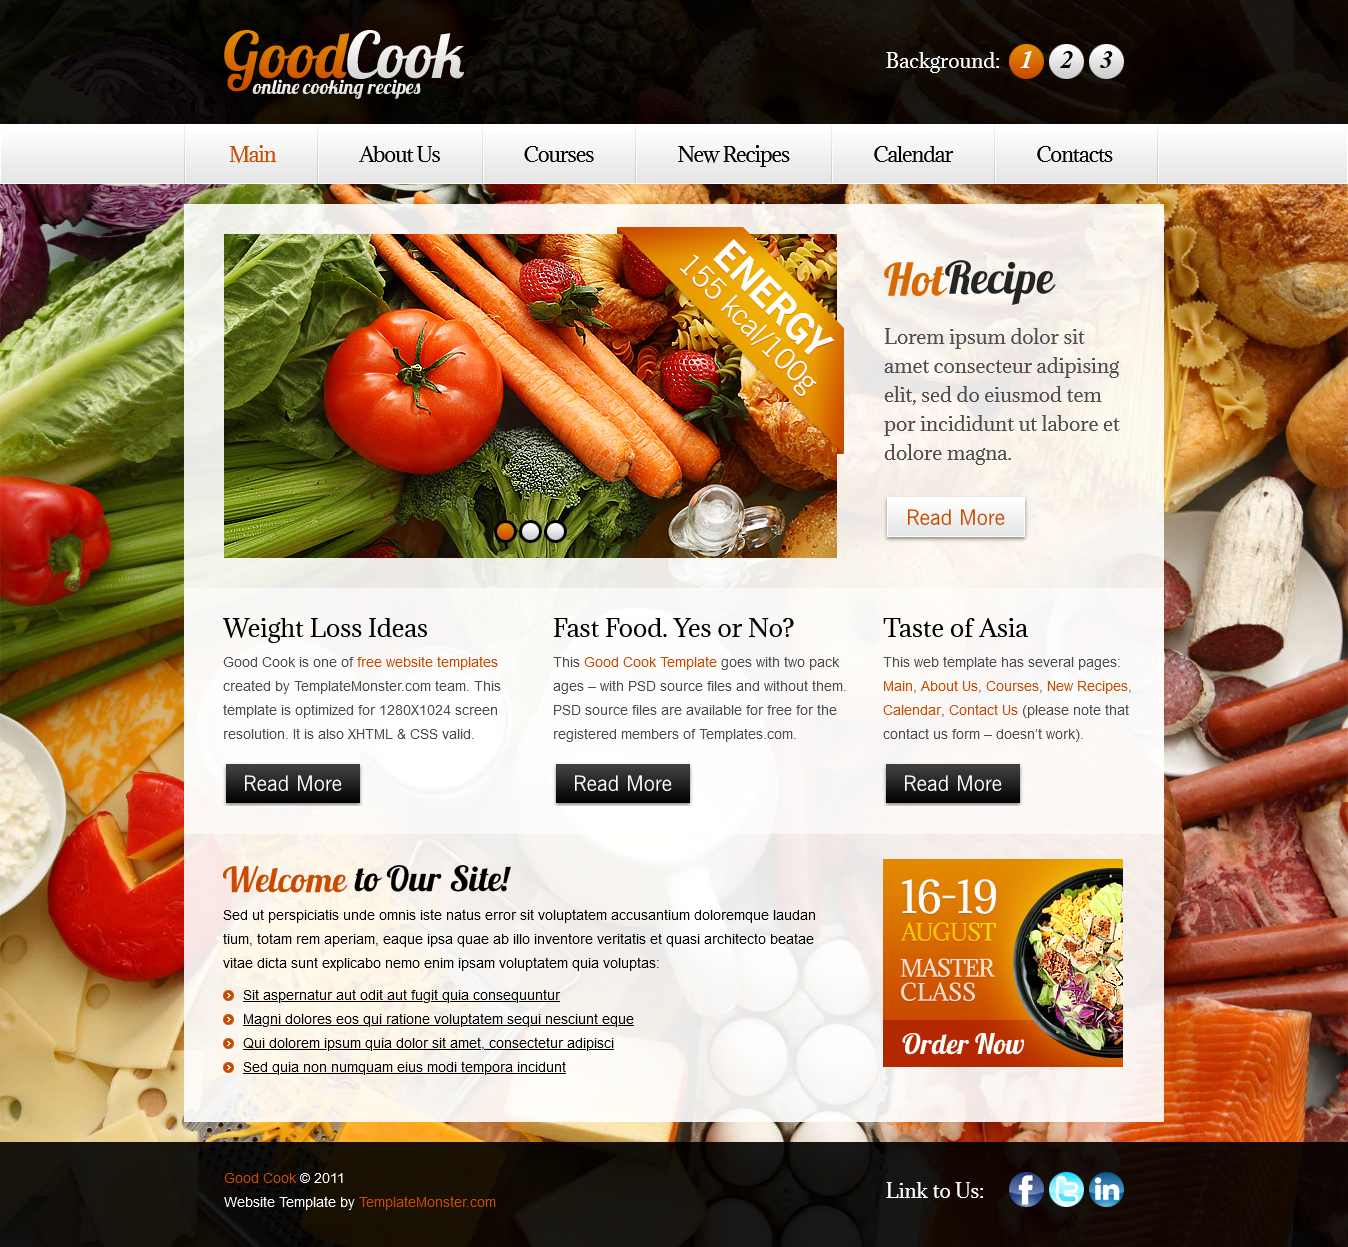 GoodCook
online cooking recipes
Background: 1 2 3
Main About Us Courses New Recipes Calendar Contacts
ENERGY
155 kcal/100g
HotRecipe
Lorem ipsum dolor sit
amet consecteur adipising
elit, sed do eiusmod tem
por incididunt ut labore et
dolore magna.
Read More
Weight Loss Ideas
Good Cook is one of free website templates
created by TemplateMonster.com team. This
template is optimized for 1280X1024 screen
resolution. It is also XHTML & CSS valid.
Read More
Fast Food. Yes or No?
This Good Cook Template goes with two pack
ages – with PSD source files and without them.
PSD source files are available for free for the
registered members of Templates.com.
Read More
Taste of Asia
This web template has several pages:
Main, About Us, Courses, New Recipes,
Calendar, Contact Us (please note that
contact us form – doesn't work).
Read More
Welcome to Our Site!
Sed ut perspiciatis unde omnis iste natus error sit voluptatem accusantium doloremque laudan
tium, totam rem aperiam, eaque ipsa quae ab illo inventore veritatis et quasi architecto beatae
vitae dicta sunt explicabo nemo enim ipsam voluptatem quia voluptas:
Sit aspernatur aut odit aut fugit quia consequuntur
Magni dolores eos qui ratione voluptatem sequi nesciunt eque
Qui dolorem ipsum quia dolor sit amet, consectetur adipisci
Sed quia non numquam eius modi tempora incidunt
16-19
AUGUST
MASTER
CLASS
Order Now
Good Cook © 2011
Website Template by TemplateMonster.com
Link to Us: f t in